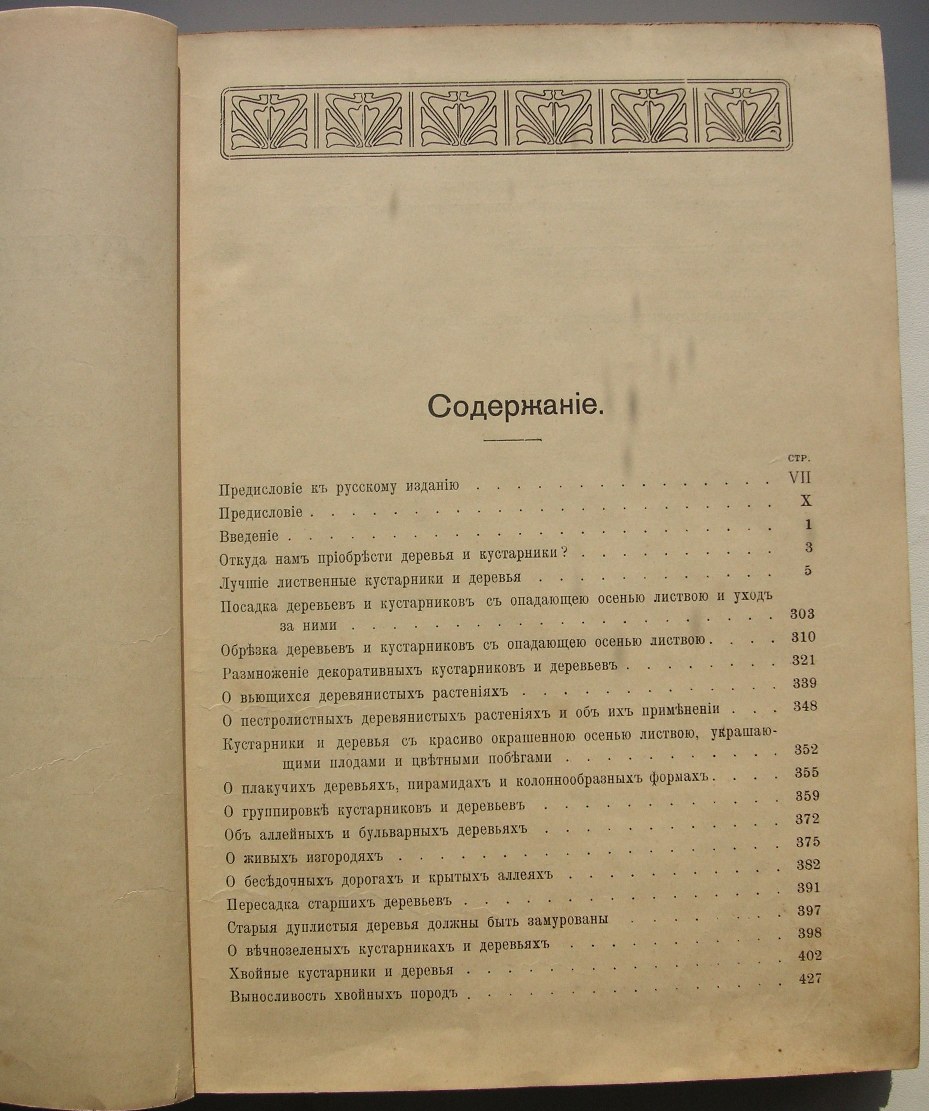 Содержаніе.
стр.
Предисловіе къ русскому изданію . . . . . . . . . . . . . . VII
Предисловіе . . . . . . . . . . . . . . . . . . . . . X
Введеніе . . . . . . . . . . . . . . . . . . . . . . 1
Откуда намъ пріобрѣсти деревья и кустарники? . . . . . . . . . 3
Лучшіе лиственные кустарники и деревья . . . . . . . . . . . 5
Посадка деревьевъ и кустарниковъ съ опадающею осенью листвою и уходъ
за ними . . . . . . . . . . . . . . . . . . . . 303
Обрѣзка деревьевъ и кустарниковъ съ опадающею осенью листвою. . . . 310
Размноженіе декоративныхъ кустарниковъ и деревьевъ . . . . . . . 321
О вьющихся деревянистыхъ растеніяхъ . . . . . . . . . . . . 339
О пестролистныхъ деревянистыхъ растеніяхъ и объ ихъ примѣненіи . . . 348
Кустарники и деревья съ красиво окрашенною осенью листвою, украшаю-
щими плодами и цвѣтными побѣгами . . . . . . . . . . 352
О плакучихъ деревьяхъ, пирамидахъ и колоннообразныхъ формахъ. . . . 355
О группировкѣ кустарниковъ и деревьевъ . . . . . . . . . . . 359
Объ аллейныхъ и бульварныхъ деревьяхъ . . . . . . . . . . . 372
О живыхъ изгородяхъ . . . . . . . . . . . . . . . . . 375
О бесѣдочныхъ дорогахъ и крытыхъ аллеяхъ . . . . . . . . . . 382
Пересадка старшихъ деревьевъ . . . . . . . . . . . . . . 391
Старыя дуплистыя деревья должны быть замурованы . . . . . . . 397
О вѣчнозеленыхъ кустарникахъ и деревьяхъ . . . . . . . . . . 398
Хвойные кустарники и деревья . . . . . . . . . . . . . . 402
Выносливость хвойныхъ породъ . . . . . . . . . . . . . . 427